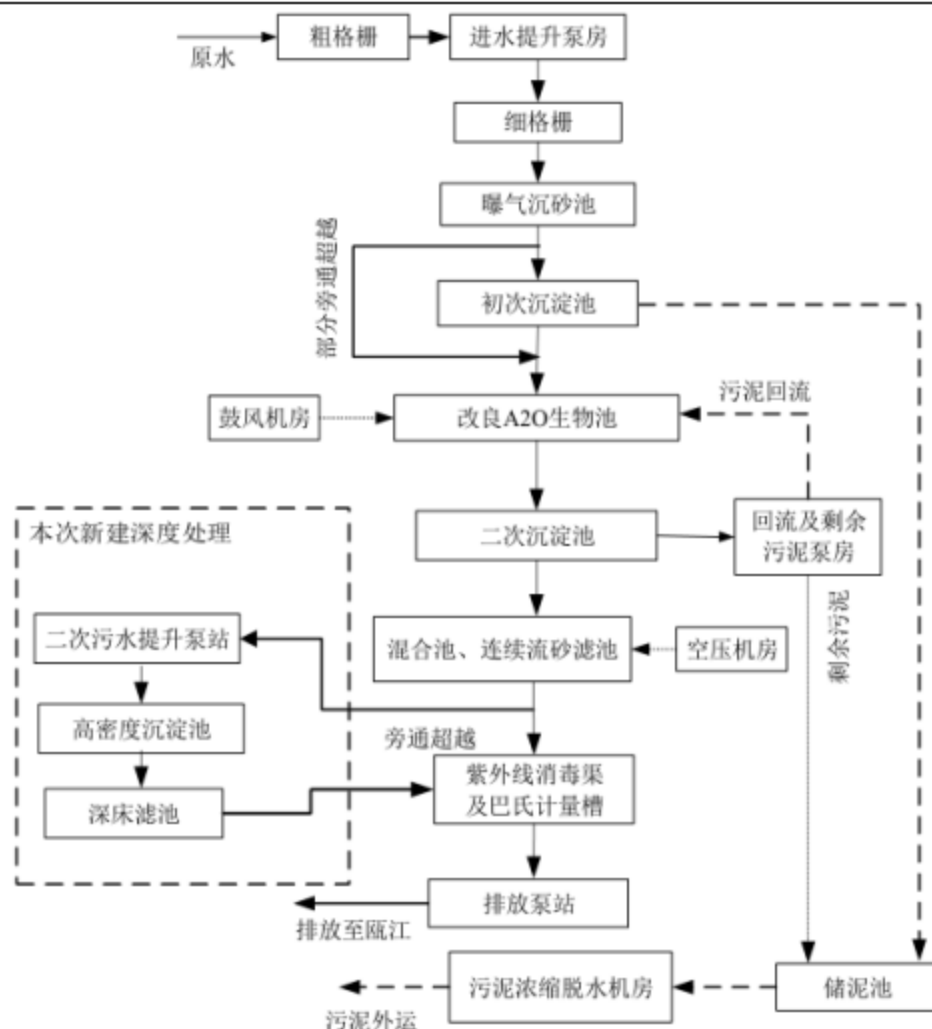 原水
粗格栅
进水提升泵房
细格栅
曝气沉砂池
部分旁通超越
初次沉淀池
污泥回流
鼓风机房
改良A2O生物池
本次新建深度处理
二次沉淀池
回流及剩余
污泥泵房
二次污水提升泵站
混合池、连续流砂滤池
空压机房
剩余污泥
高密度沉淀池
旁通超越
紫外线消毒渠
及巴氏计量槽
深床滤池
排放泵站
排放至瓯江
污泥浓缩脱水机房
储泥池
污泥外运